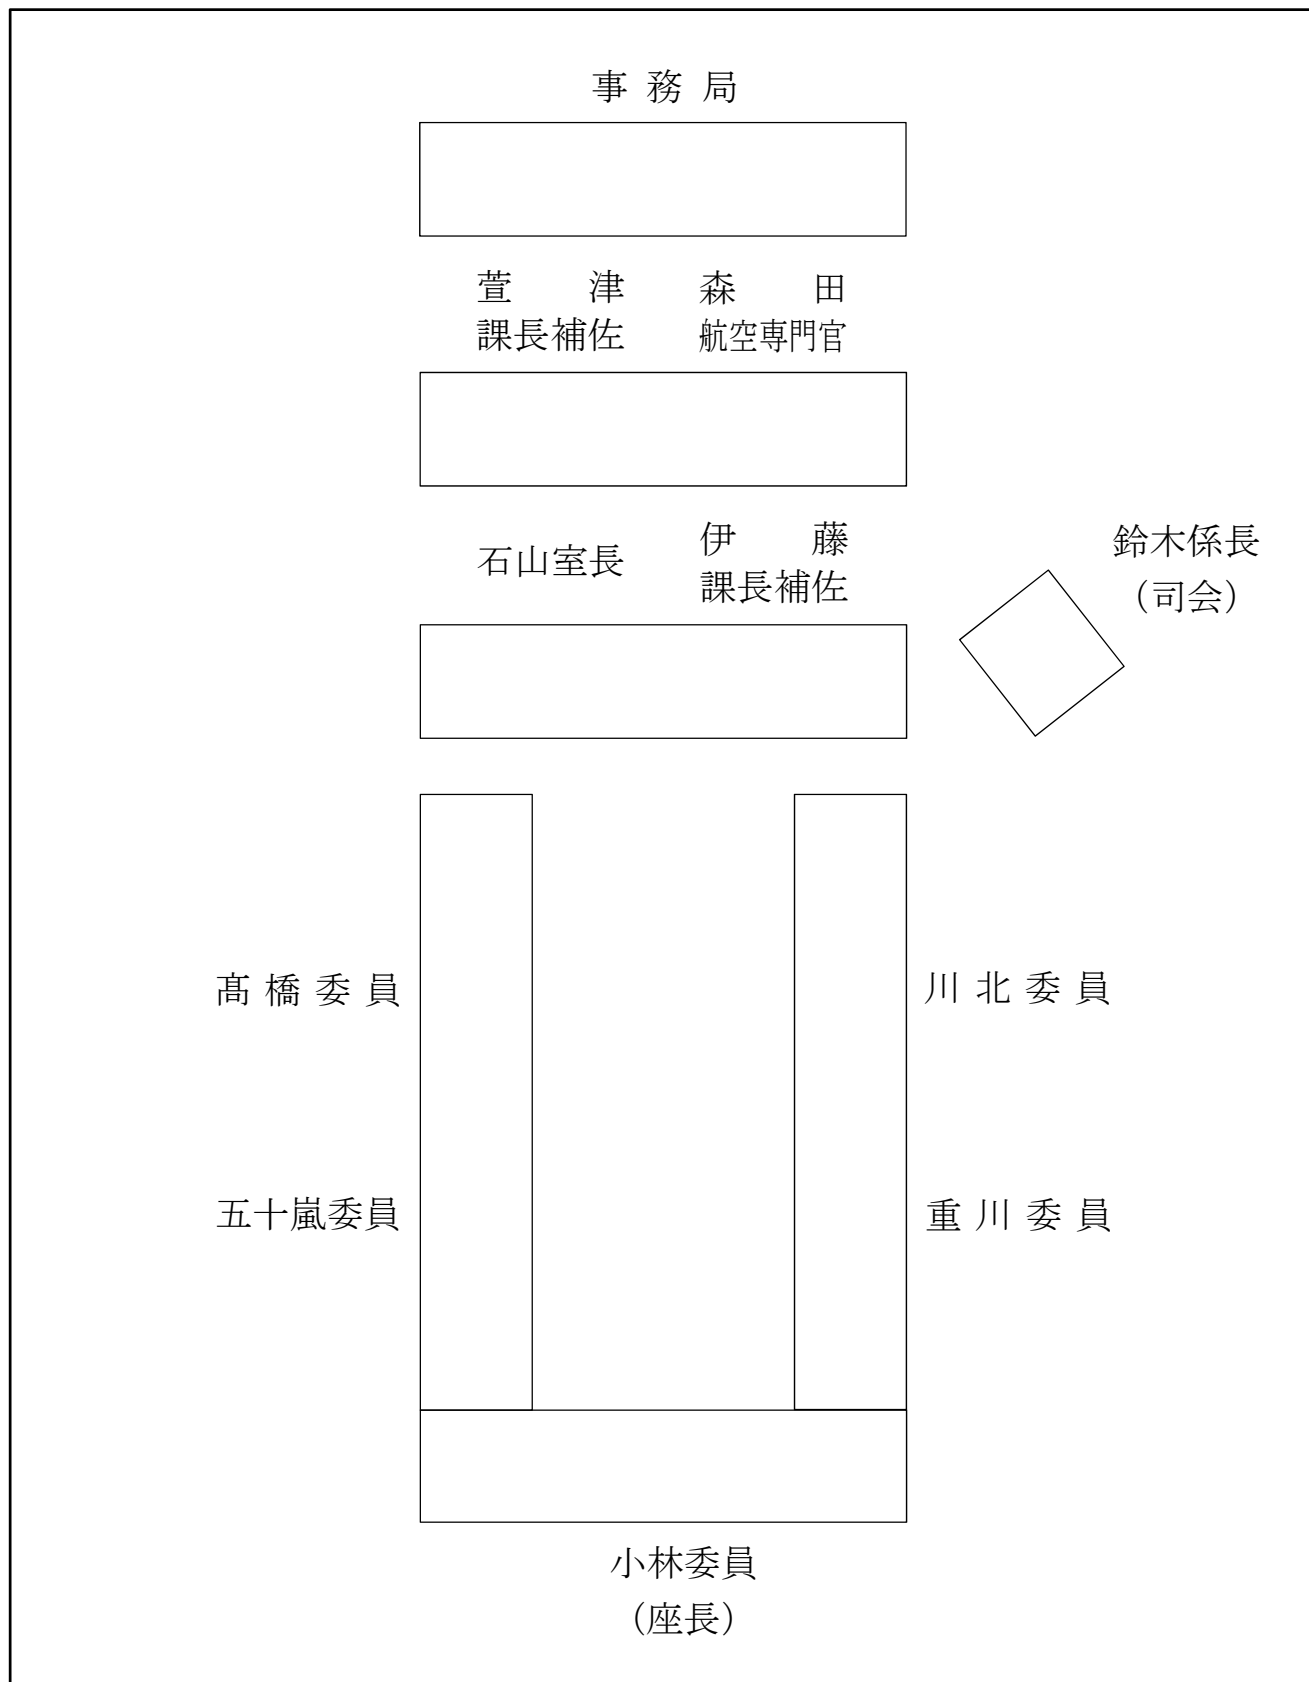 事務局
萱津 森田
課長補佐 航空専門官
石山室長
伊藤
課長補佐
鈴木係長
（司会）
髙橋委員
川北委員
五十嵐委員
重川委員
小林委員
（座長）